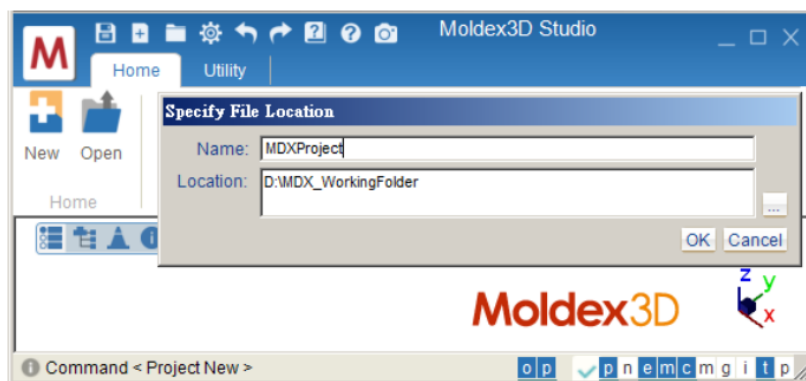 Moldex3D Studio
M
Home Utility
Specify File Location
New Open
Name: MDXProject
Location: D:\MDX_WorkingFolder
...
Home
OK Cancel
z
y
x
Moldex3D
Command < Project New >
o p p n e m c m g i t p